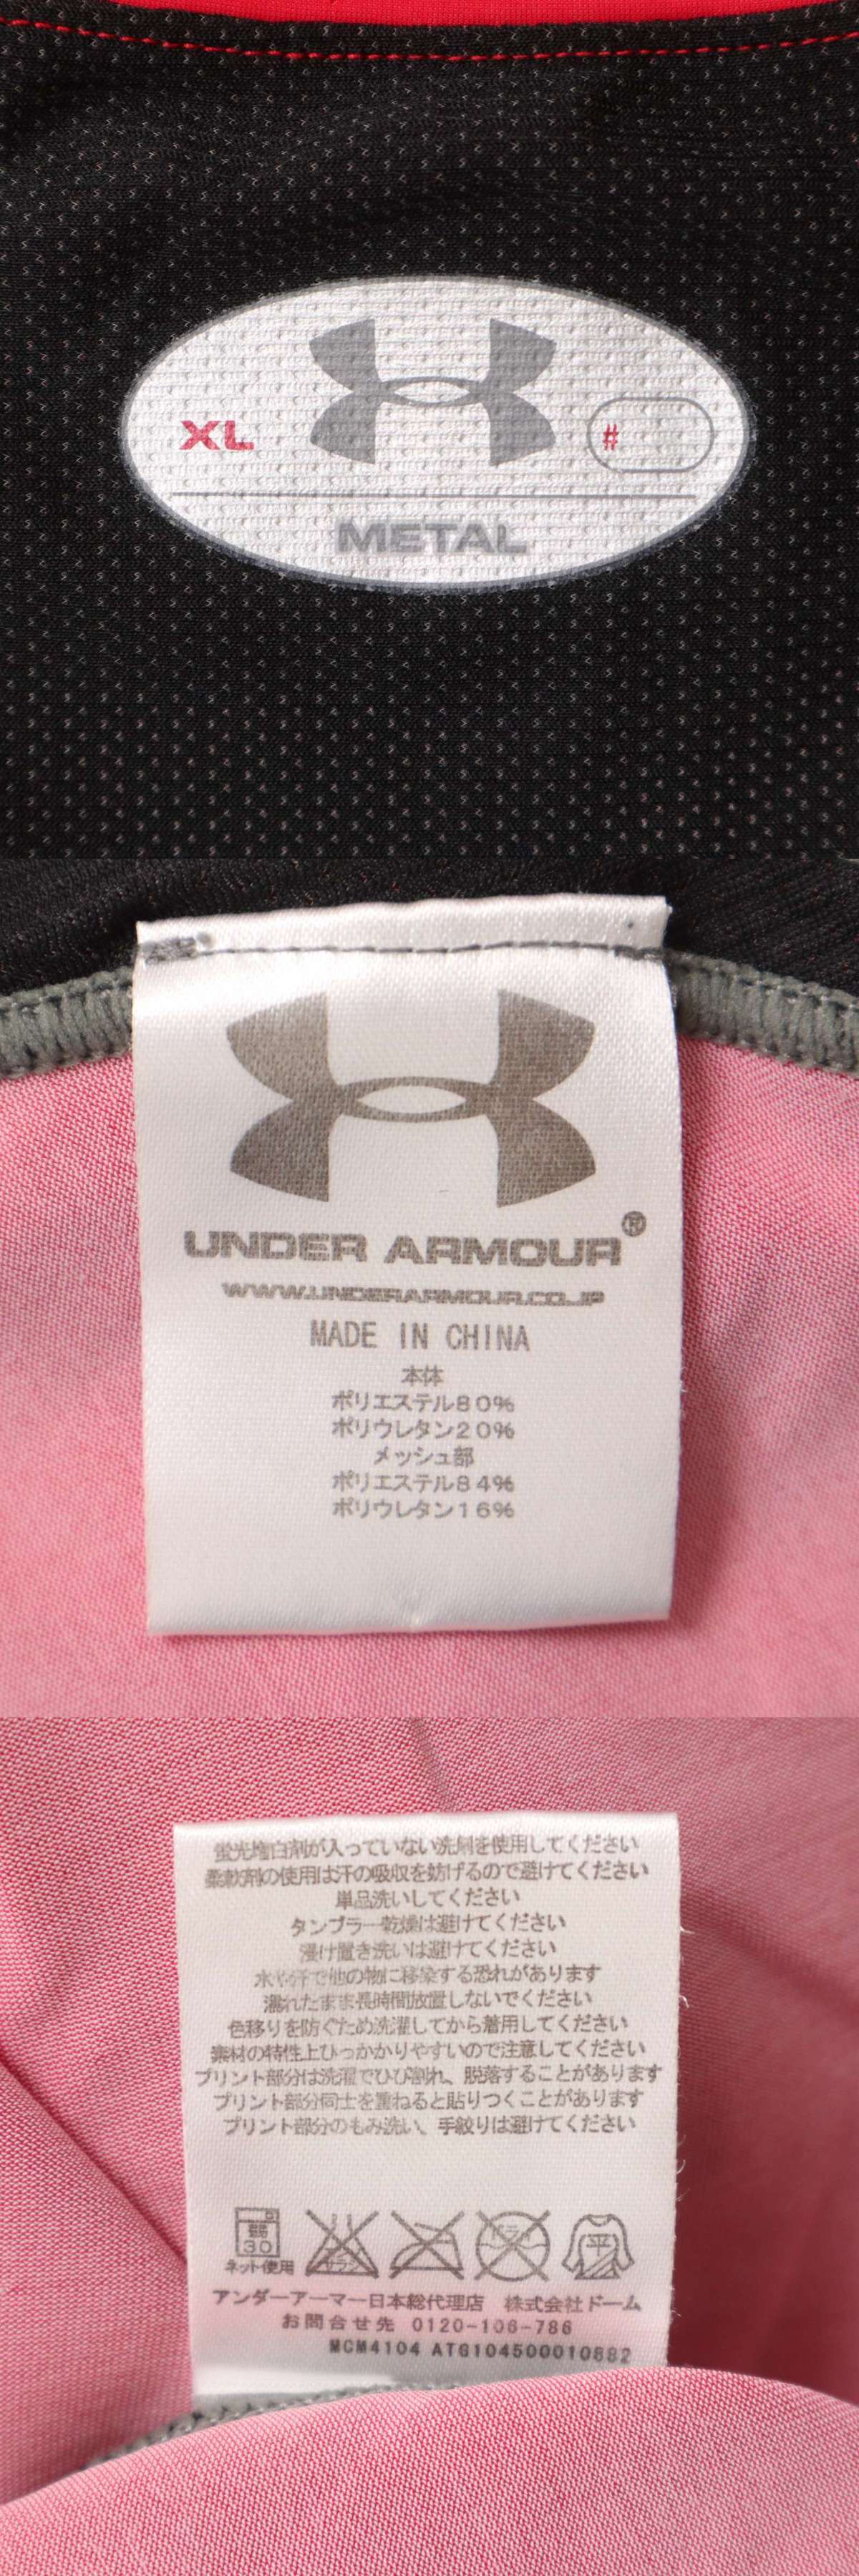 XL
#
METAL
UNDER ARMOUR®
WWW.UNDERARMOUR.CO.JP
MADE IN CHINA
本体
ポリエステル80%
ポリウレタン20%
メッシュ部
ポリエステル84%
ポリウレタン16%
蛍光増白剤が入っていない洗剤を使用してください
柔軟剤の使用は汗の吸収を妨げるので避けてください
単品洗いしてください
タンブラー乾燥は避けてください
浸け置き洗いは避けてください
水や汗で他の物に移染する恐れがあります
濡れたまま長時間放置しないでください
色移りを防ぐため洗濯してから着用してください
素材の特性上ひっかかりやすいので注意してください
プリント部分は洗濯でひび割れ、脱落することがあります
プリント部分同士を重ねると貼りつくことがあります
プリント部分のもみ洗い、手絞りは避けてください
30 平
ネット使用
アンダーアーマー日本総代理店 株式会社ドーム
お問合せ先 0120-106-786
MCM4104 ATG104500010882